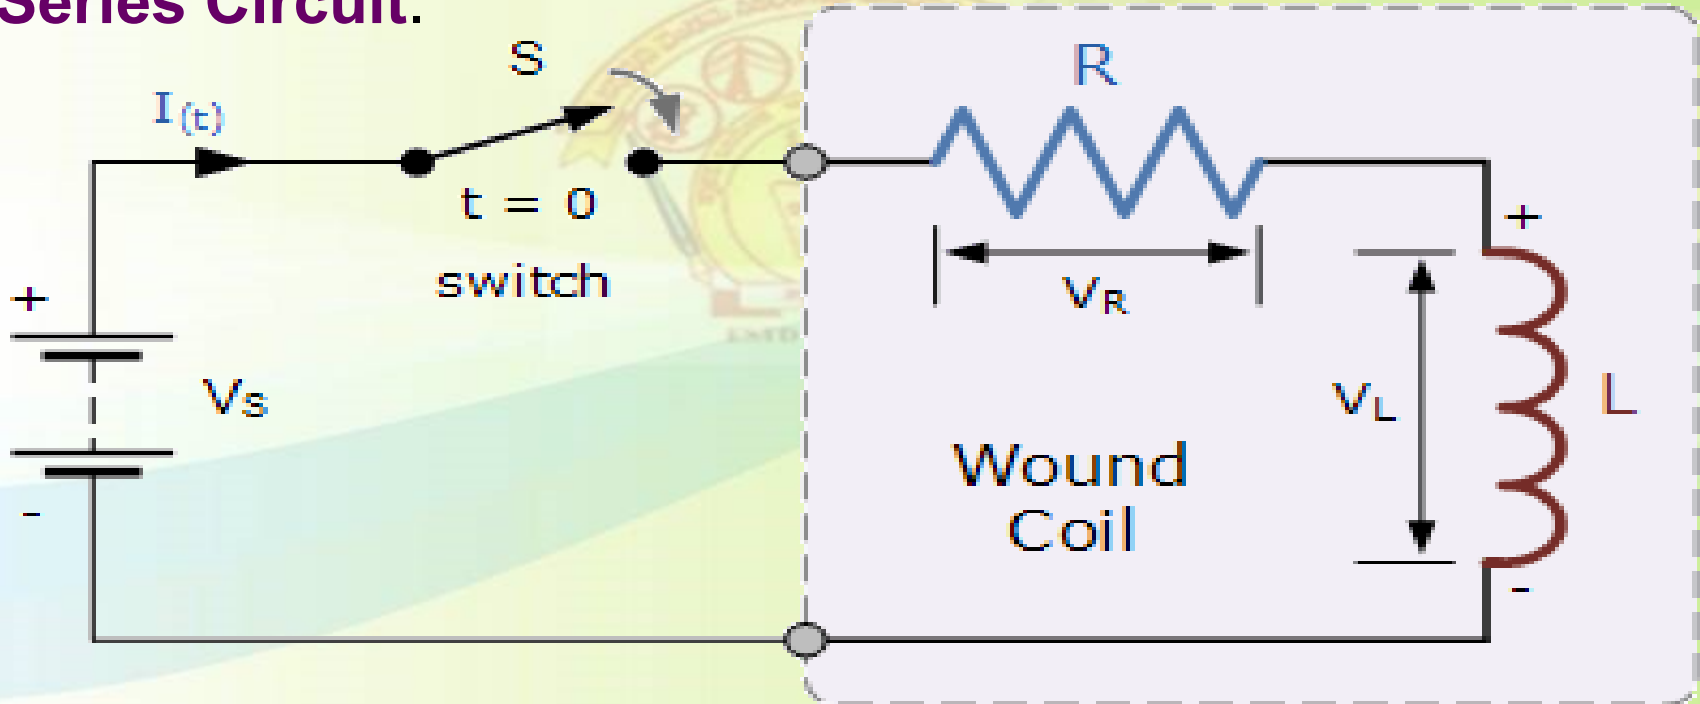 Series Circuit.
S
R
I(t)
t = 0
switch
+
+
VR
VS
VL
L
Wound
Coil
-
-